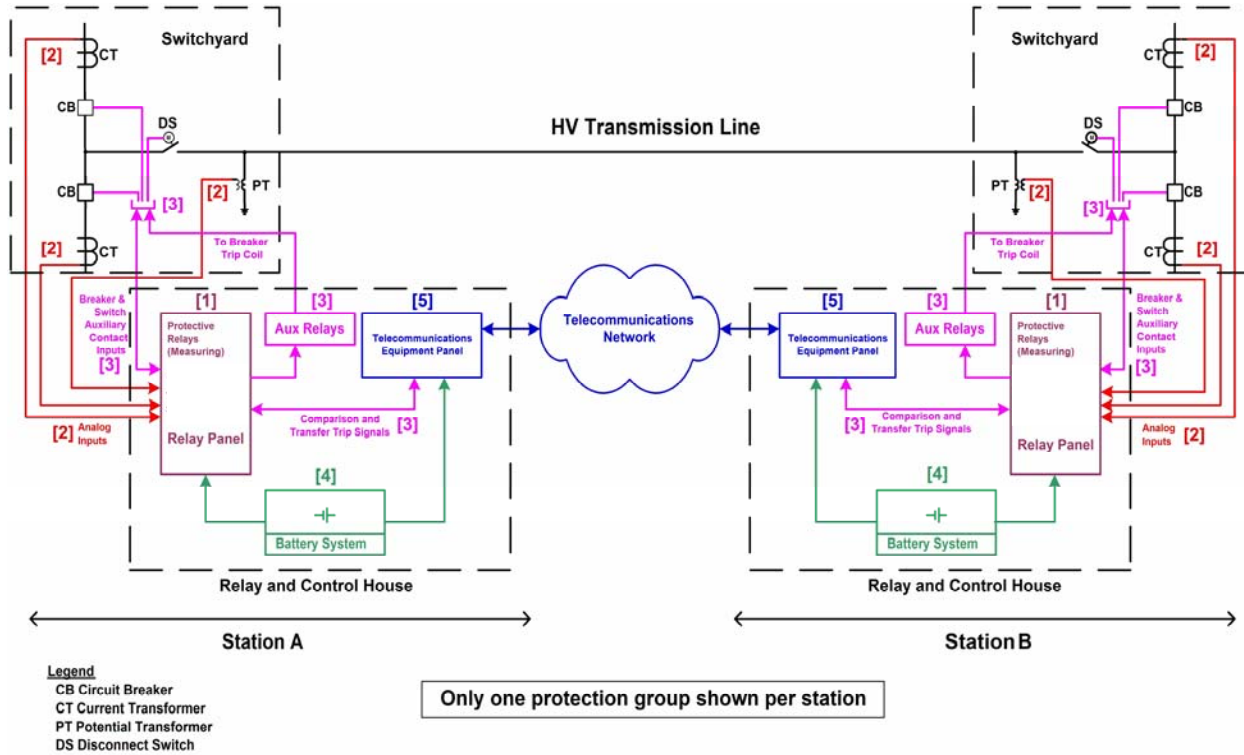 Switchyard
[2]
CT
CB
DS
CB
[3]
[2]
PT
[2]
CT
To Breaker
Trip Coil
Breaker &
Switch
Auxiliary
Contact
Inputs
[3]
[1]
Protective
Relays
(Measuring)
Relay Panel
[3]
Aux Relays
[5]
Telecommunications
Equipment Panel
Comparison and
Transfer Trip Signals
[3]
[2] Analog
Inputs
[4]
Battery System
Relay and Control House
Station A
HV Transmission Line
Telecommunications
Network
Switchyard
CT
[2]
CB
DS
CB
[3]
PT
[2]
CT
[2]
To Breaker
Trip Coil
[5]
Telecommunications
Equipment Panel
[3]
Aux Relays
[1]
Protective
Relays
(Measuring)
Relay Panel
Breaker &
Switch
Auxiliary
Contact
Inputs
[3]
Comparison and
[3] Transfer Trip Signals
Analog
Inputs
[2]
[4]
Battery System
Relay and Control House
Station B
Legend
CB Circuit Breaker
CT Current Transformer
PT Potential Transformer
DS Disconnect Switch
Only one protection group shown per station